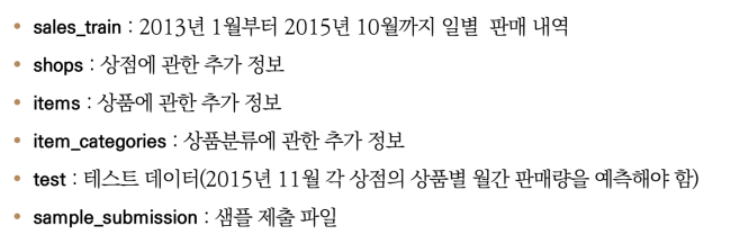 • sales_train : 2013년 1월부터 2015년 10월까지 일별 판매 내역
• shops : 상점에 관한 추가 정보
• items : 상품에 관한 추가 정보
• item_categories : 상품분류에 관한 추가 정보
• test : 테스트 데이터(2015년 11월 각 상점의 상품별 월간 판매량을 예측해야 함)
• sample_submission : 샘플 제출 파일